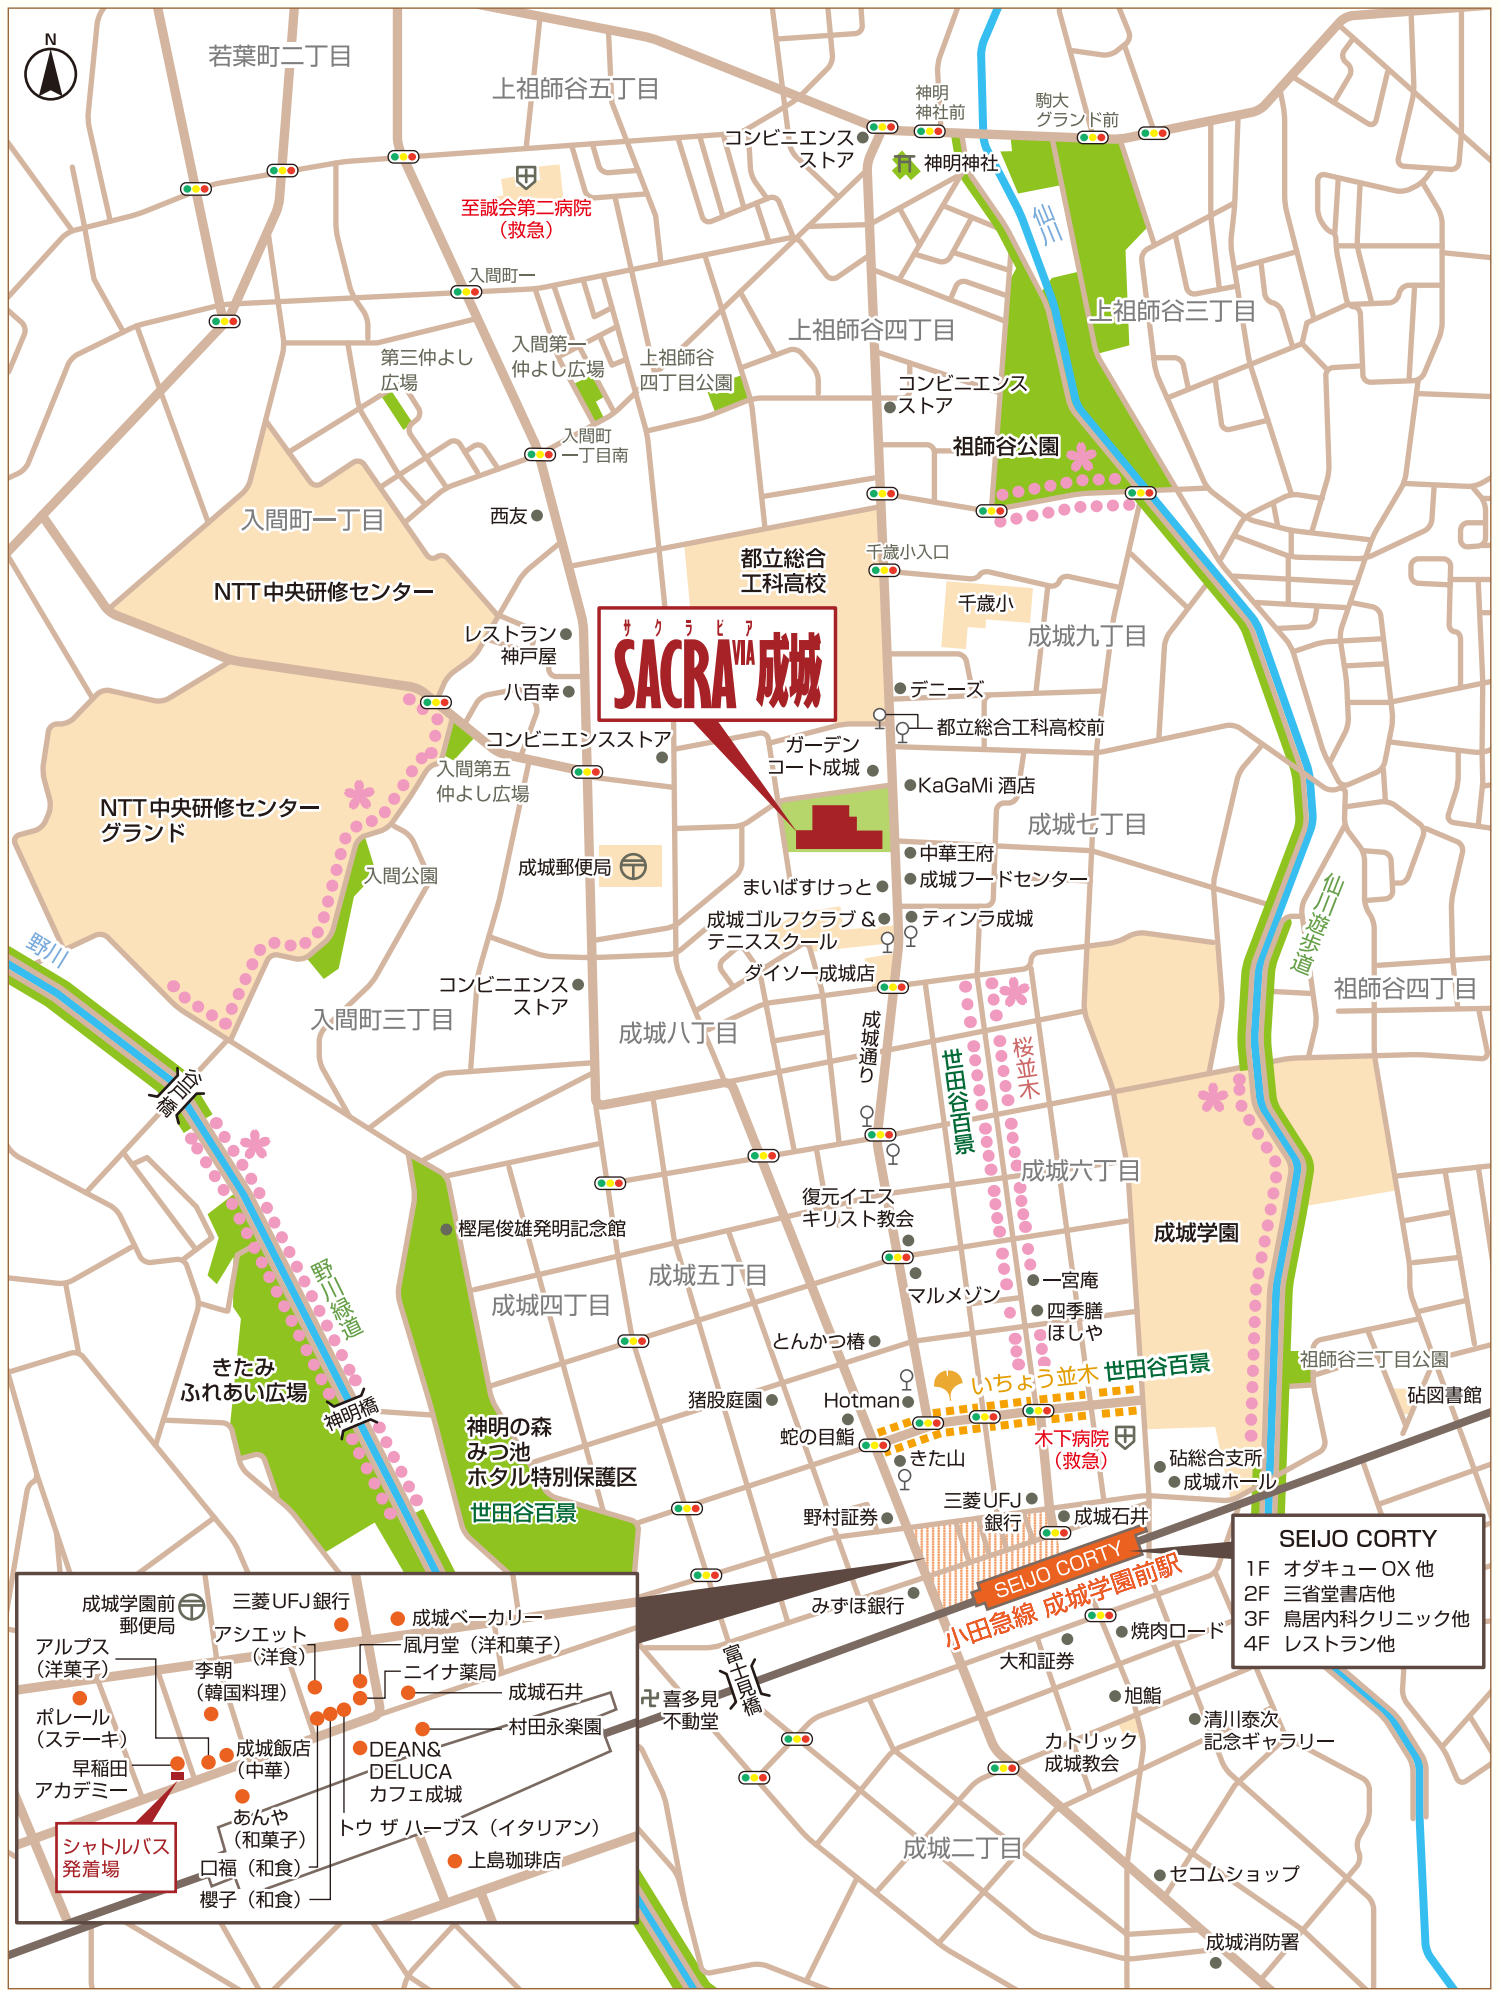 N
若葉町二丁目
上祖師谷五丁目
神明
神社前
駒大
グランド前
コンビニエンス
ストア
神明神社
至誠会第二病院
（救急）
仙川
入間町一
上祖師谷三丁目
上祖師谷四丁目
第三仲よし
広場
入間第一
仲よし広場
上祖師谷
四丁目公園
コンビニエンス
ストア
入間町
一丁目南
祖師谷公園
入間町一丁目
西友
都立総合
工科高校
千歳小入口
NTT中央研修センター
千歳小
レストラン
神戸屋
サクラ ビア
SACRA VIA 成城
成城九丁目
八百幸
デニーズ
都立総合工科高校前
コンビニエンスストア
ガーデン
コート成城
入間第五
仲よし広場
KaGaMi 酒店
NTT中央研修センター
グランド
成城七丁目
中華王府
成城郵便局
入間公園
まいばすけっと
成城フードセンター
成城ゴルフクラブ &
テニススクール
ティンラ成城
仙川遊歩道
野川
ダイソー成城店
コンビニエンス
ストア
祖師谷四丁目
入間町三丁目
成城八丁目
成城通り
世田谷百景
桜並木
谷戸橋
成城六丁目
復元イエス
キリスト教会
成城学園
樫尾俊雄発明記念館
野川緑道
成城五丁目
成城四丁目
マルメゾン
一宮庵
四季膳
ほしや
とんかつ椿
いちょう並木 世田谷百景
祖師谷三丁目公園
きたみ
ふれあい広場
砧図書館
猪股庭園
Hotman
神明橋
神明の森
みつ池
ホタル特別保護区
世田谷百景
蛇の目鮨
木下病院
（救急）
きた山
砧総合支所
成城ホール
三菱UFJ
銀行
野村証券
成城石井
SEIJO CORTY
小田急線 成城学園前駅
SEIJO CORTY
1F オダキューOX 他
2F 三省堂書店他
3F 鳥居内科クリニック他
4F レストラン他
みずほ銀行
焼肉ロード
大和証券
富士見橋
喜多見
不動堂
旭鮨
清川泰次
記念ギャラリー
カトリック
成城教会
成城二丁目
セコムショップ
成城消防署
成城学園前
郵便局
三菱UFJ銀行
成城ベーカリー
アシエット
（洋食）
凮月堂（洋和菓子）
アルプス
（洋菓子）
李朝
（韓国料理）
ニイナ薬局
成城石井
ポレール
（ステーキ）
村田永楽園
早稲田
アカデミー
成城飯店
（中華）
DEAN&
DELUCA
カフェ成城
あんや
（和菓子）
トウ ザ ハーブス（イタリアン）
シャトルバス
発着場
口福（和食）
上島珈琲店
櫻子（和食）